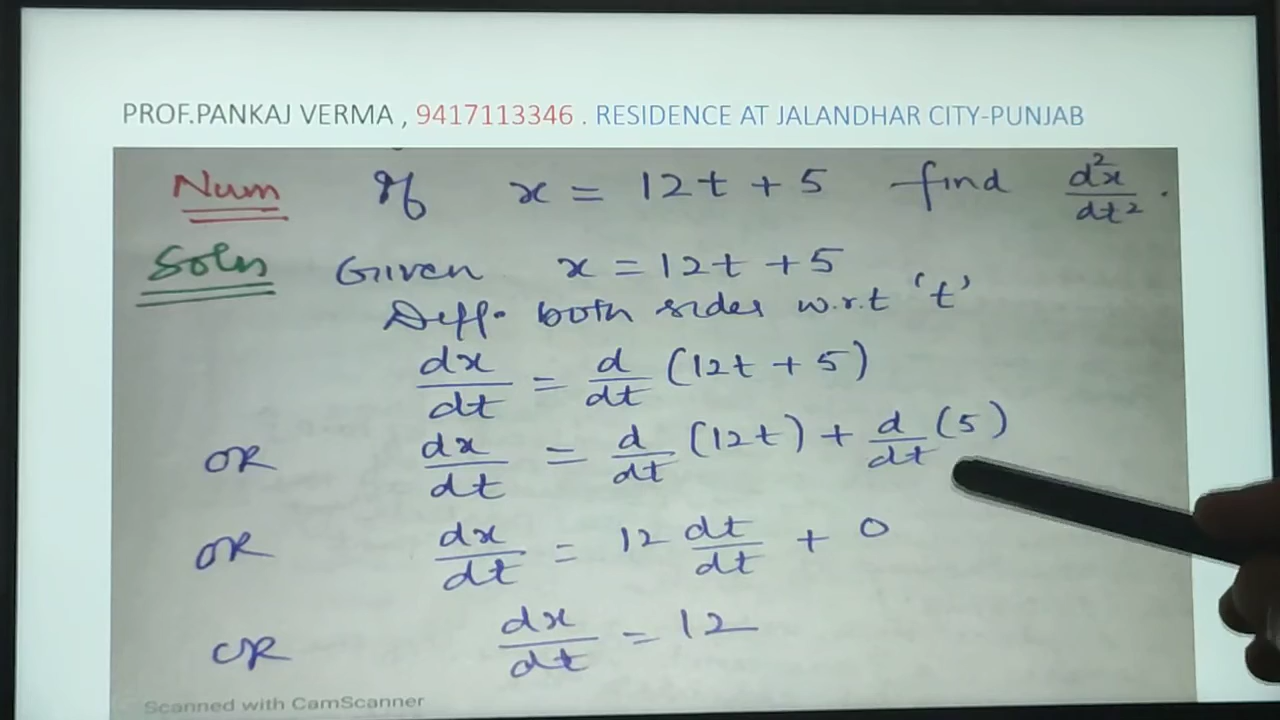 PROF.PANKAJ VERMA , 9417113346 . RESIDENCE AT JALANDHAR CITY-PUNJAB
Num If x = 12t + 5 find d²x/dt² .
Soln Given x = 12t + 5
Diff. both sides w.r.t 't'
dx/dt = d/dt (12t + 5)
OR dx/dt = d/dt (12t) + d/dt (5)
OR dx/dt = 12 dt/dt + 0
OR dx/dt = 12
Scanned with CamScanner